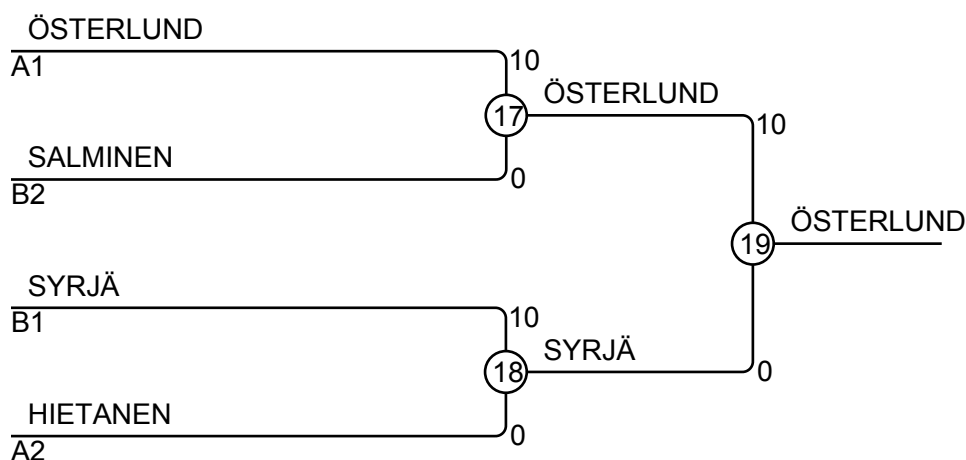 ÖSTERLUND
A1
10
17
ÖSTERLUND
10
SALMINEN
B2
0
19
ÖSTERLUND
SYRJÄ
B1
10
18
SYRJÄ
0
HIETANEN
A2
0